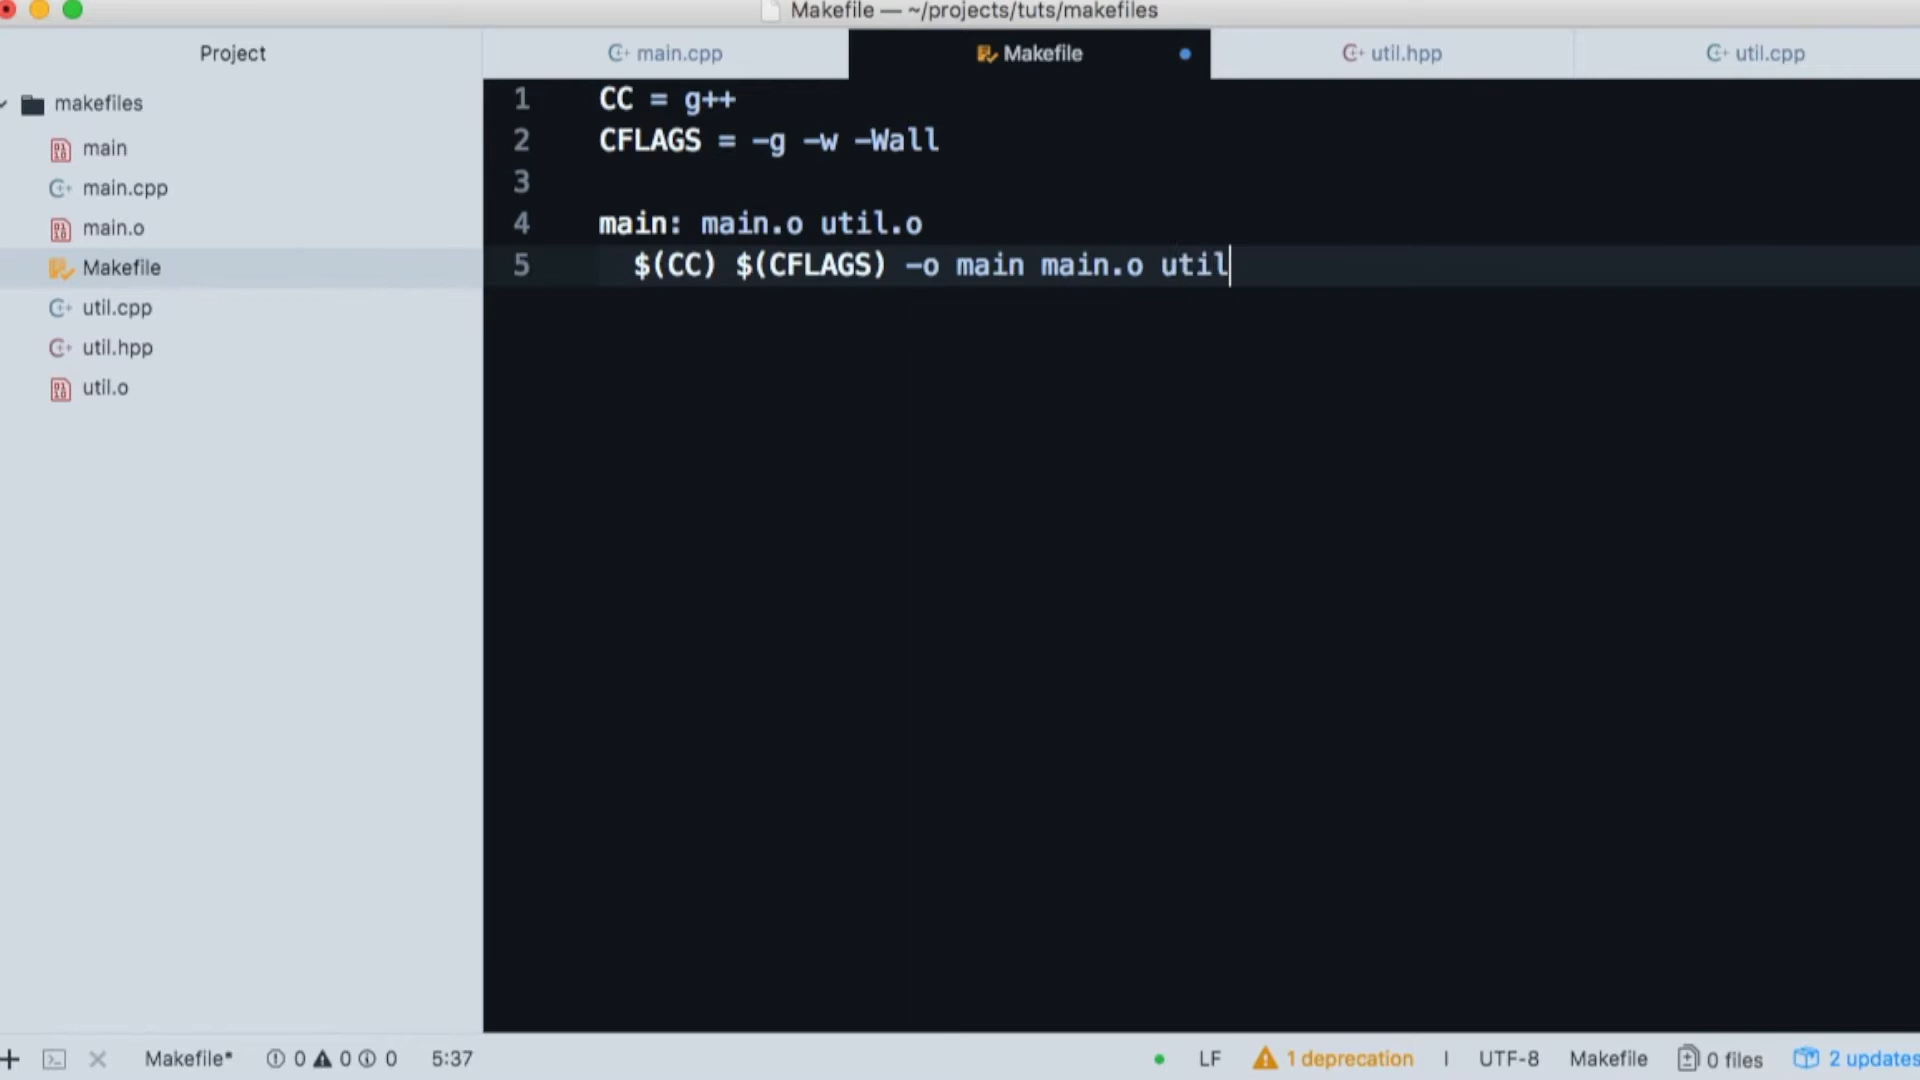 Makefile — ~/projects/tuts/makefiles
Project
main.cpp
Makefile
util.hpp
util.cpp
makefiles
main
main.cpp
main.o
Makefile
util.cpp
util.hpp
util.o
1 CC = g++
2 CFLAGS = -g -w -Wall
3
4 main: main.o util.o
5 $(CC) $(CFLAGS) -o main main.o util
Makefile* 0 0 0 5:37 LF 1 deprecation UTF-8 Makefile 0 files 2 updates